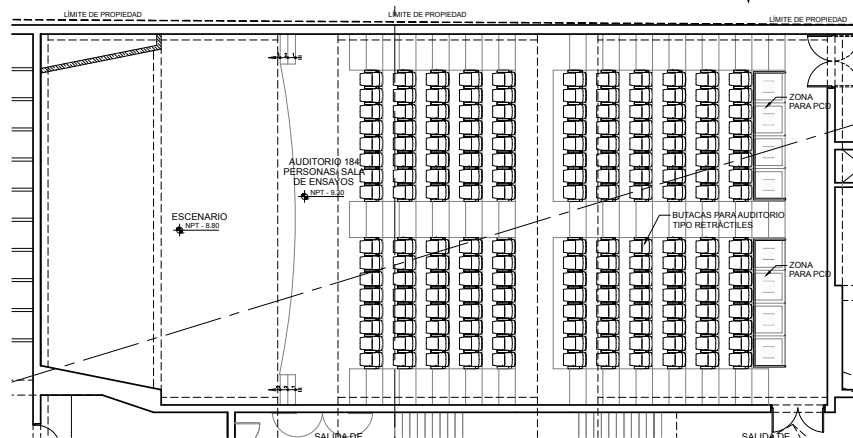 LÍMITE DE PROPIEDAD
LÍMITE DE PROPIEDAD
LÍMITE DE PROPIEDAD
ZONA
PARA PCD
AUDITORIO 184
PERSONAS/ SALA
DE ENSAYOS
NPT - 9.30
ESCENARIO
NPT - 8.80
BUTACAS PARA AUDITORIO
TIPO RETRÁCTILES
ZONA
PARA PCD
SALIDA DE
SALIDA DE